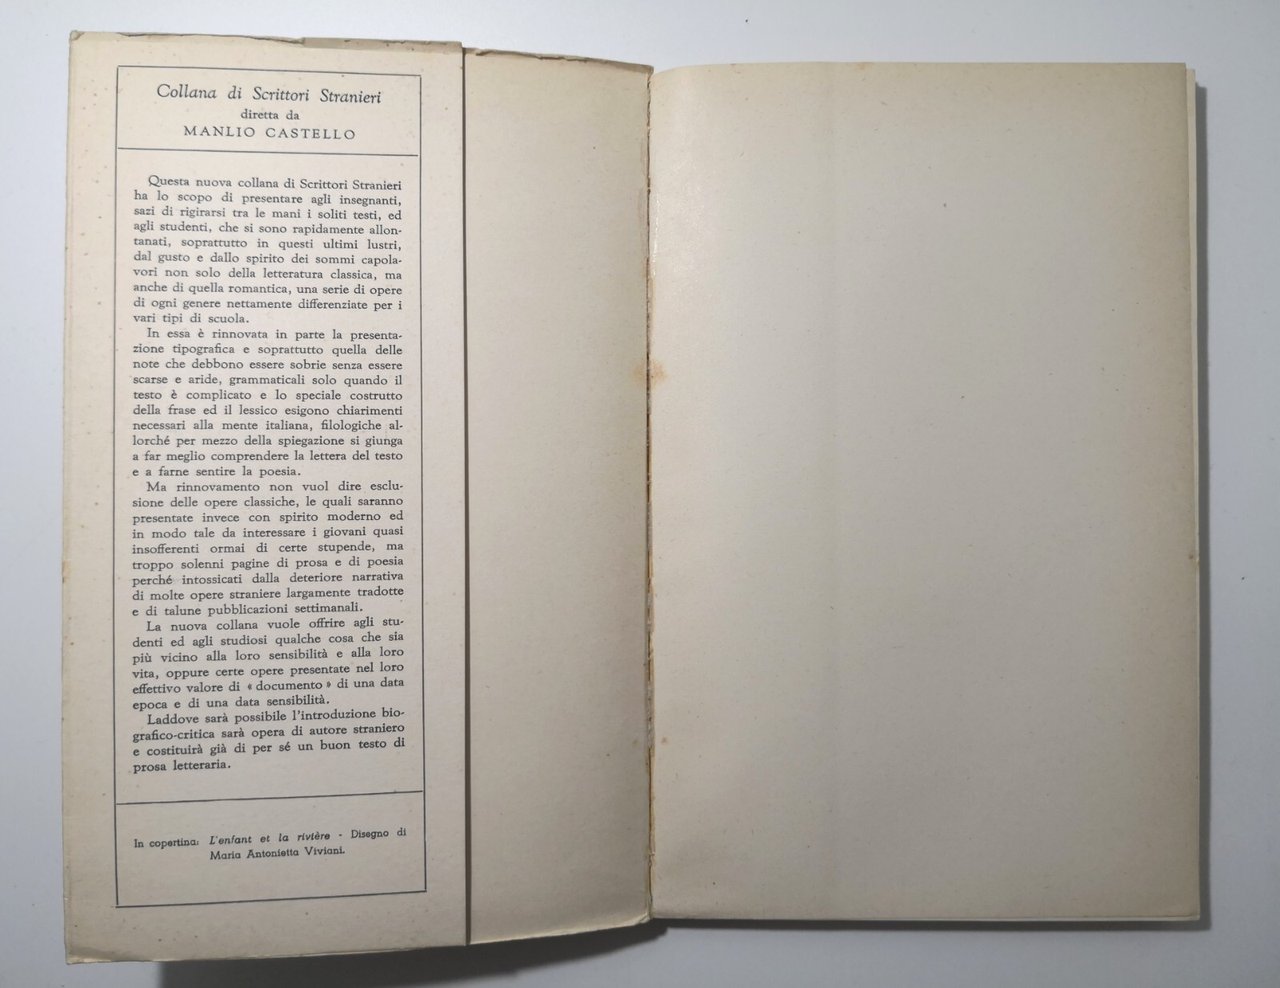 Collana di Scrittori Stranieri
diretta da
MANLIO CASTELLO
Questa nuova collana di Scrittori Stranieri
ha lo scopo di presentare agli insegnanti,
sazi di rigirarsi tra le mani i soliti testi, ed
agli studenti, che si sono rapidamente allon-
tanati, soprattutto in questi ultimi lustri,
dal gusto e dallo spirito dei sommi capola-
vori non solo della letteratura classica, ma
anche di quella romantica, una serie di opere
di ogni genere nettamente differenziate per i
vari tipi di scuola.
In essa è rinnovata in parte la presenta-
zione tipografica e soprattutto quella delle
note che debbono essere sobrie senza essere
scarse e aride, grammaticali solo quando il
testo è complicato e lo speciale costrutto
della frase ed il lessico esigono chiarimenti
necessari alla mente italiana, filologiche al-
lorché per mezzo della spiegazione si giunga
a far meglio comprendere la lettera del testo
e a farne sentire la poesia.
Ma rinnovamento non vuol dire esclu-
sione delle opere classiche, le quali saranno
presentate invece con spirito moderno ed
in modo tale da interessare i giovani quasi
insofferenti ormai di certe stupende, ma
troppo solenni pagine di prosa e di poesia
perché intossicati dalla deteriore narrativa
di molte opere straniere largamente tradotte
e di talune pubblicazioni settimanali.
La nuova collana vuole offrire agli stu-
denti ed agli studiosi qualche cosa che sia
più vicino alla loro sensibilità e alla loro
vita, oppure certe opere presentate nel loro
effettivo valore di « documento » di una data
epoca e di una data sensibilità.
Laddove sarà possibile l'introduzione bio-
grafico-critica sarà opera di autore straniero
e costituirà già di per sé un buon testo di
prosa letteraria.
In copertina: L'enfant et la rivière - Disegno di
Maria Antonietta Viviani.